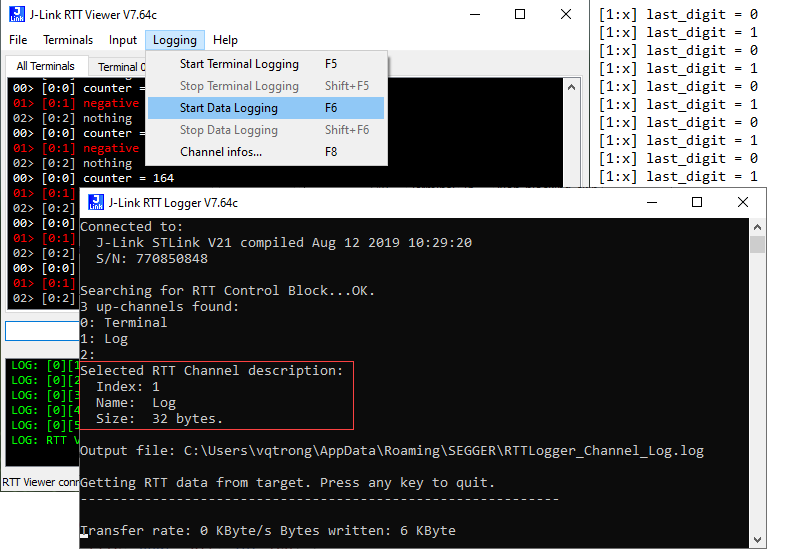 J-Link RTT Viewer V7.64c
File Terminals Input Logging Help
All Terminals Terminal 0
Start Terminal Logging F5
Stop Terminal Logging Shift+F5
Start Data Logging F6
Stop Data Logging Shift+F6
Channel infos... F8
00> [0:0] counter =
01> [0:1] negative
02> [0:2] nothing
00> [0:0] counter =
01> [0:1] negative
02> [0:2] nothing
00> [0:0] counter = 164
01> [0:1]
02> [0:2]
00> [0:0]
01> [0:1]
02> [0:2]
00> [0:0]
01> [0:1]
02> [0:2]
LOG: [0][1
LOG: [0][2
LOG: [0][3
LOG: [0][4
LOG: [0][5
LOG: RTT V
RTT Viewer conn
[1:x] last_digit = 0
[1:x] last_digit = 1
[1:x] last_digit = 0
[1:x] last_digit = 1
[1:x] last_digit = 0
[1:x] last_digit = 1
[1:x] last_digit = 0
[1:x] last_digit = 1
[1:x] last_digit = 0
[1:x] last_digit = 1
J-Link RTT Logger V7.64c
Connected to:
J-Link STLink V21 compiled Aug 12 2019 10:29:20
S/N: 770850848
Searching for RTT Control Block...OK.
3 up-channels found:
0: Terminal
1: Log
2:
Selected RTT Channel description:
Index: 1
Name: Log
Size: 32 bytes.
Output file: C:\Users\vqtrong\AppData\Roaming\SEGGER\RTTLogger_Channel_Log.log
Getting RTT data from target. Press any key to quit.
------------------------------------------------------------
Transfer rate: 0 KByte/s Bytes written: 6 KByte